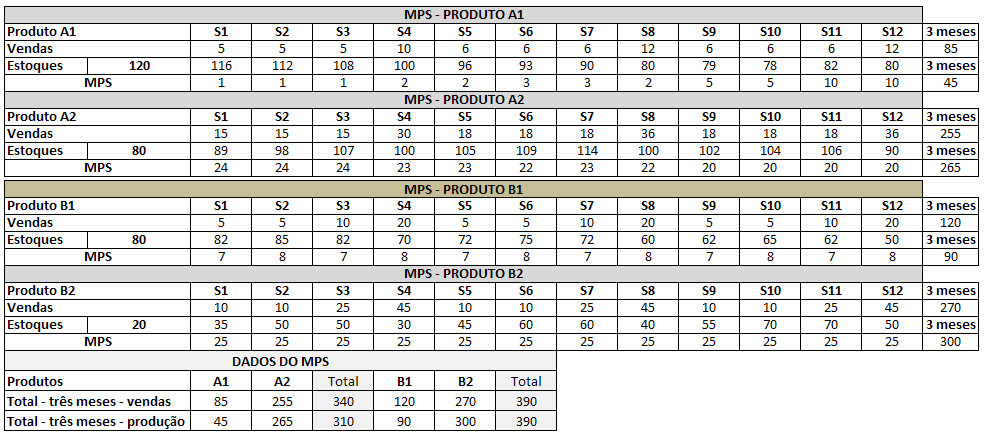 MPS - PRODUTO A1
Produto A1 S1 S2 S3 S4 S5 S6 S7 S8 S9 S10 S11 S12 3 meses
Vendas 5 5 5 10 6 6 6 12 6 6 6 12 85
Estoques 120 116 112 108 100 96 93 90 80 79 78 82 80 3 meses
MPS 1 1 1 2 2 3 3 2 5 5 10 10 45
MPS - PRODUTO A2
Produto A2 S1 S2 S3 S4 S5 S6 S7 S8 S9 S10 S11 S12 3 meses
Vendas 15 15 15 30 18 18 18 36 18 18 18 36 255
Estoques 80 89 98 107 100 105 109 114 100 102 104 106 90 3 meses
MPS 24 24 24 23 23 22 23 22 20 20 20 20 265
MPS - PRODUTO B1
Produto B1 S1 S2 S3 S4 S5 S6 S7 S8 S9 S10 S11 S12 3 meses
Vendas 5 5 10 20 5 5 10 20 5 5 10 20 120
Estoques 80 82 85 82 70 72 75 72 60 62 65 62 50 3 meses
MPS 7 8 7 8 7 8 7 8 7 8 7 8 90
MPS - PRODUTO B2
Produto B2 S1 S2 S3 S4 S5 S6 S7 S8 S9 S10 S11 S12 3 meses
Vendas 10 10 25 45 10 10 25 45 10 10 25 45 270
Estoques 20 35 50 50 30 45 60 60 40 55 70 70 50 3 meses
MPS 25 25 25 25 25 25 25 25 25 25 25 25 300
DADOS DO MPS
Produtos A1 A2 Total B1 B2 Total
Total - três meses - vendas 85 255 340 120 270 390
Total - três meses - produção 45 265 310 90 300 390